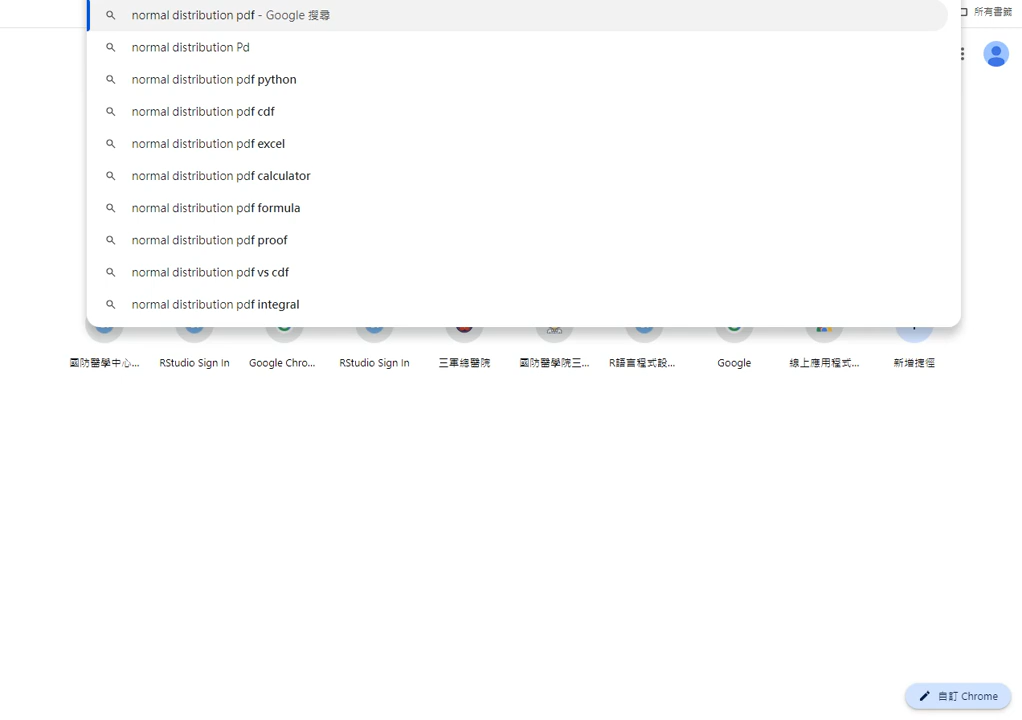 normal distribution pdf - Google 搜尋
所有書籤
normal distribution Pd
normal distribution pdf python
normal distribution pdf cdf
normal distribution pdf excel
normal distribution pdf calculator
normal distribution pdf formula
normal distribution pdf proof
normal distribution pdf vs cdf
normal distribution pdf integral
國防醫學中心... RStudio Sign In Google Chro... RStudio Sign In 三軍總醫院 國防醫學院三... R語言程式設... Google 線上應用程式... 新增捷徑
自訂 Chrome